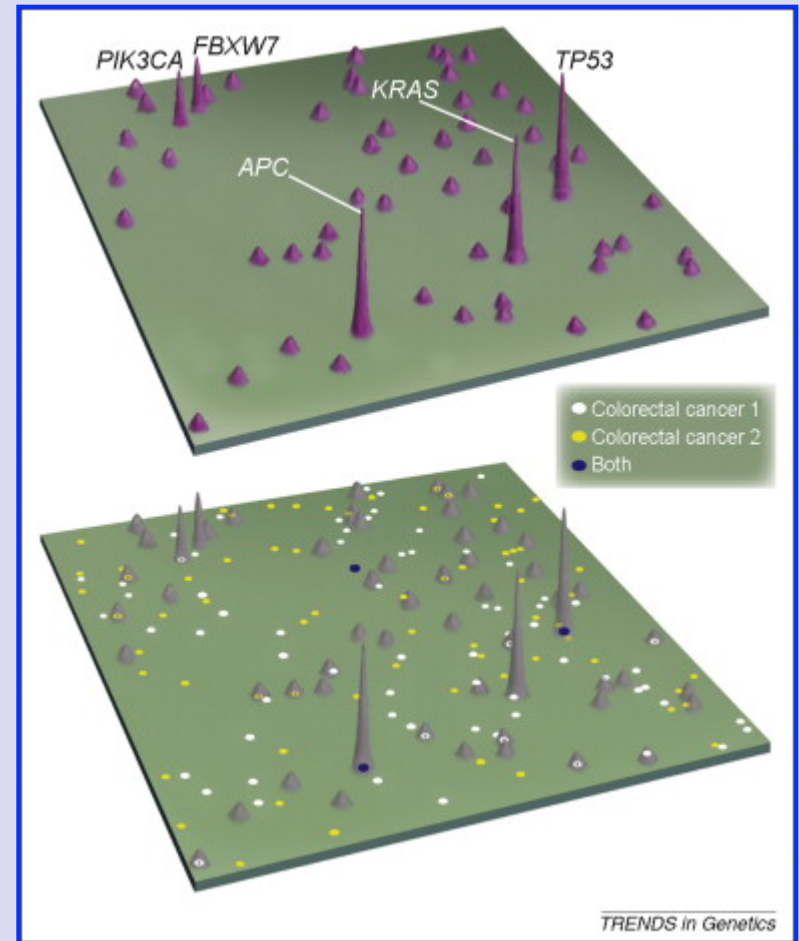 PIK3CA FBXW7
TP53
KRAS
APC
Colorectal cancer 1
Colorectal cancer 2
Both
TRENDS in Genetics